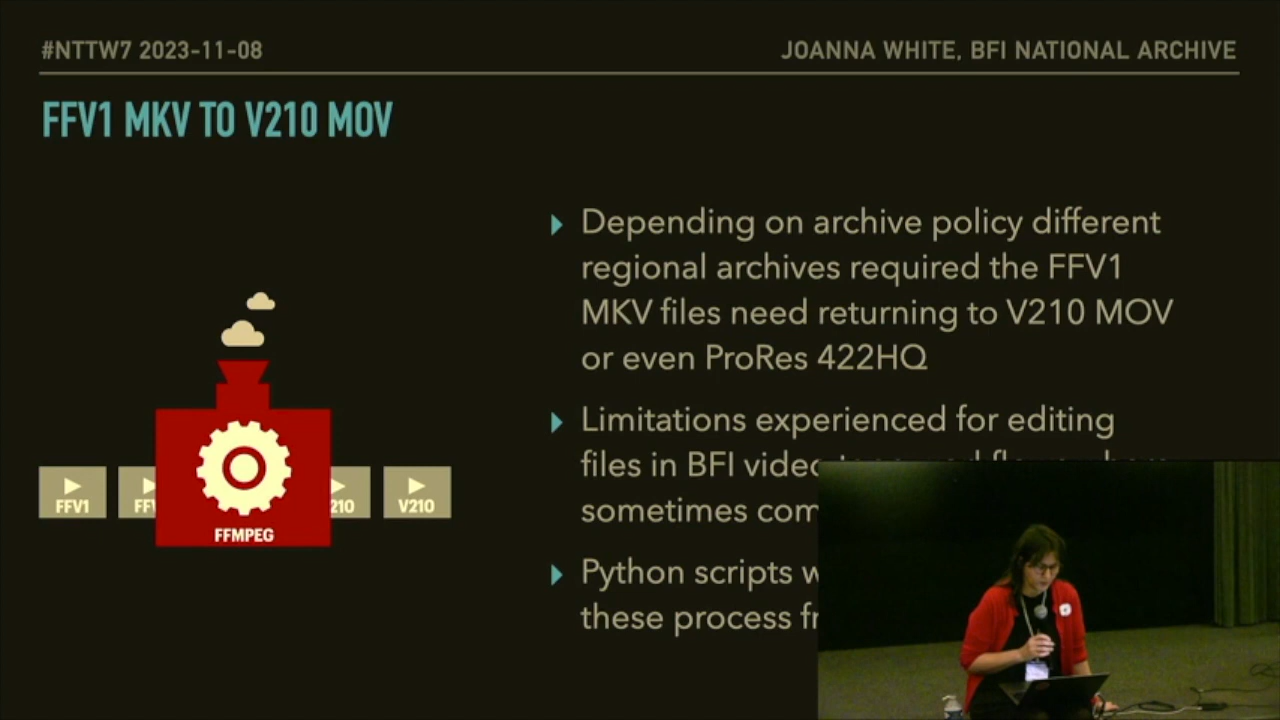 #NTTW7 2023-11-08
JOANNA WHITE, BFI NATIONAL ARCHIVE
FFV1 MKV TO V210 MOV
Depending on archive policy different
regional archives required the FFV1
MKV files need returning to V210 MOV
or even ProRes 422HQ
Limitations experienced for editing
files in BFI
sometimes
Python scripts
these process
FFV1
210
V210
FFMPEG